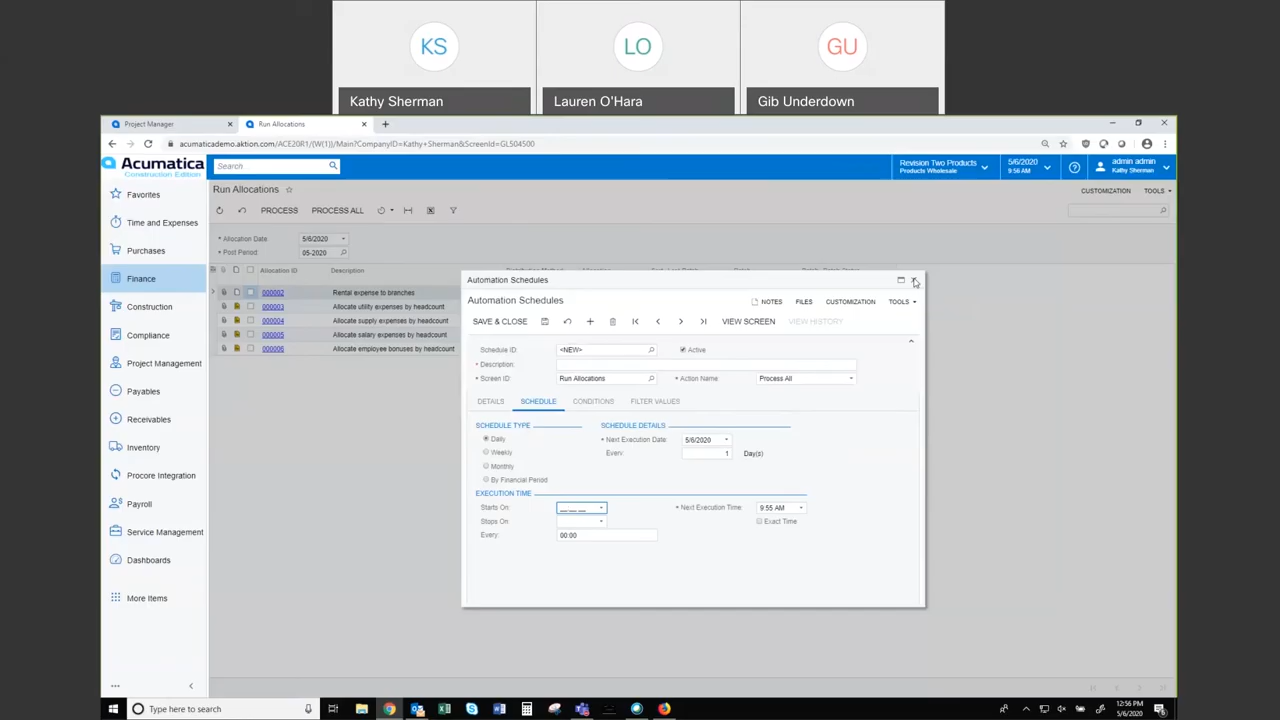 KS
LO
GU
Kathy Sherman
Lauren O'Hara
Gib Underdown
Project Manager
Run Allocations
acumaticademo.aktion.com/ACE20R1/(W(1))/Main?CompanyID=Kathy+Sherman&ScreenId=GL504500
Acumatica
Construction Edition
Search
Revision Two Products
Products Wholesale
5/6/2020
9:56 AM
admin admin
Kathy Sherman
Favorites
Time and Expenses
Purchases
Finance
Construction
Compliance
Project Management
Payables
Receivables
Inventory
Procore Integration
Payroll
Service Management
Dashboards
More Items
Run Allocations
CUSTOMIZATION TOOLS
PROCESS PROCESS ALL
* Allocation Date: 5/6/2020
* Post Period: 05-2020
Allocation ID Description
000002 Rental expense to branches
000003 Allocate utility expenses by headcount
000004 Allocate supply expenses by headcount
000005 Allocate salary expenses by headcount
000006 Allocate employee bonuses by headcount
Automation Schedules
Automation Schedules
NOTES FILES CUSTOMIZATION TOOLS
SAVE & CLOSE VIEW SCREEN VIEW HISTORY
Schedule ID: <NEW> Active
* Description:
* Screen ID: Run Allocations * Action Name: Process All
DETAILS SCHEDULE CONDITIONS FILTER VALUES
SCHEDULE TYPE SCHEDULE DETAILS
Daily * Next Execution Date: 5/6/2020
Weekly Every: 1 Day(s)
Monthly
By Financial Period
EXECUTION TIME
Starts On: __:__ __ * Next Execution Time: 9:55 AM
Stops On: Exact Time
Every: 00:00
Type here to search
12:56 PM
5/6/2020